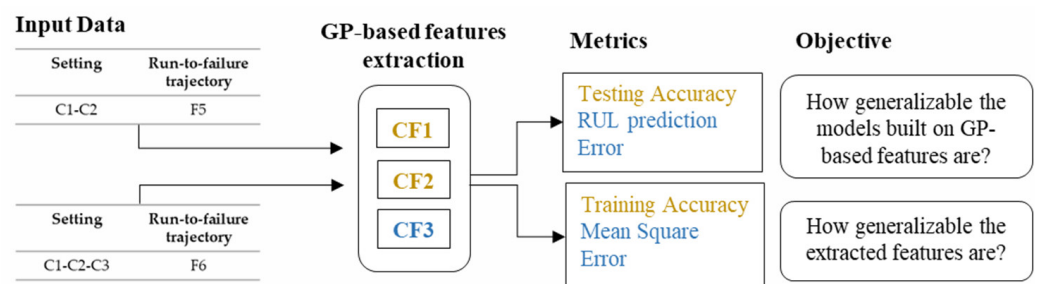 Input Data
Setting Run-to-failure
trajectory
C1-C2 F5
Setting Run-to-failure
trajectory
C1-C2-C3 F6
GP-based features
extraction
CF1
CF2
CF3
Metrics
Testing Accuracy
RUL prediction
Error
Training Accuracy
Mean Square
Error
Objective
How generalizable the
models built on GP-
based features are?
How generalizable the
extracted features are?